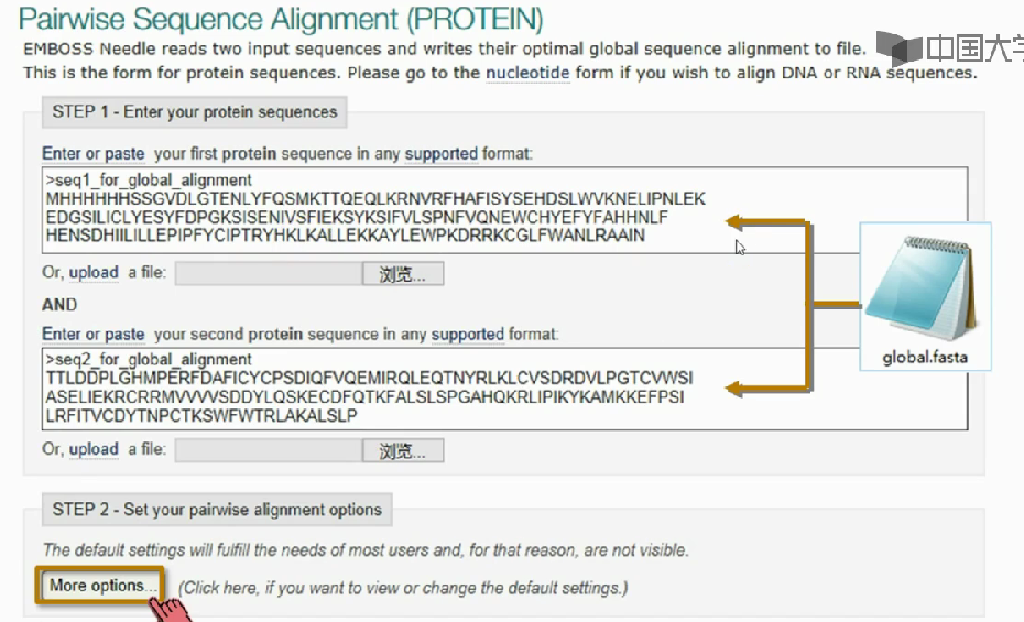 Pairwise Sequence Alignment (PROTEIN)
EMBOSS Needle reads two input sequences and writes their optimal global sequence alignment to file.
中国大学
This is the form for protein sequences. Please go to the nucleotide form if you wish to align DNA or RNA sequences.
STEP 1 - Enter your protein sequences
Enter or paste your first protein sequence in any supported format:
>seq1_for_global_alignment
MHHHHHHSSGVDLGTENLYFQSMKTTQEQLKRNVRFHAFISYSEHDSLWVKNELIPNLEK
EDGSILICLYESYFDPGKSISENIVSFIEKSYKSIFVLSPNFVQNEWCHYEFYFAHHNLF
HENSDHIILILLEPIPFYCIPTRYHKLKALLEKKAYLEWPKDRRKCGLFWANLRAAIN
Or, upload a file: 浏览...
AND
Enter or paste your second protein sequence in any supported format:
>seq2_for_global_alignment
TTLDDPLGHMPERFDAFICYCPSDIQFVQEMIRQLEQTNYRLKLCVSDRDVLPGTCVWSI
ASELIEKRCRRMVVVVSDDYLQSKECDFQTKFALSLSPGAHQKRLIPIKYKAMKKEFPSI
LRFITVCDYTNPCTKSWFWTRLAKALSLP
Or, upload a file: 浏览...
global.fasta
STEP 2 - Set your pairwise alignment options
The default settings will fulfill the needs of most users and, for that reason, are not visible.
More options... (Click here, if you want to view or change the default settings.)